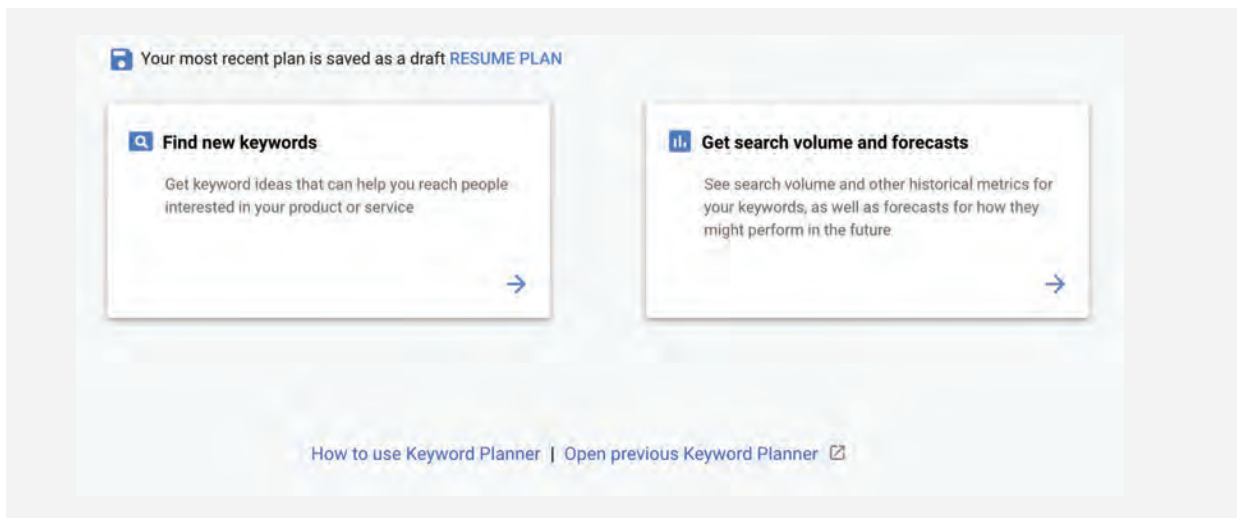 Your most recent plan is saved as a draft RESUME PLAN
Find new keywords
Get keyword ideas that can help you reach people
interested in your product or service
Get search volume and forecasts
See search volume and other historical metrics for
your keywords, as well as forecasts for how they
might perform in the future
How to use Keyword Planner | Open previous Keyword Planner